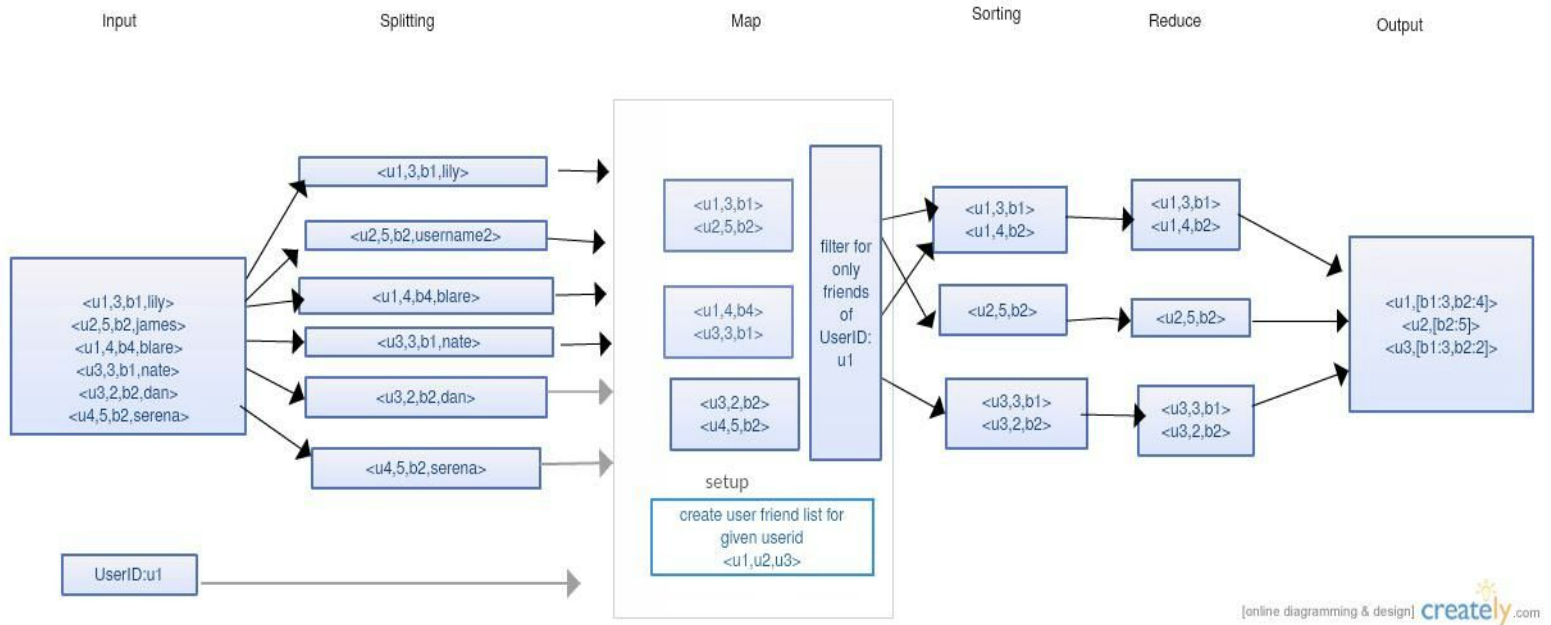 Input
Splitting
Map
Sorting
Reduce
Output
<u1,3,b1,lily>
<u2,5,b2,james>
<u1,4,b4,blare>
<u3,3,b1,nate>
<u3,2,b2,dan>
<u4,5,b2,serena>
UserID:u1
<u1,3,b1,lily>
<u2,5,b2,username2>
<u1,4,b4,blare>
<u3,3,b1,nate>
<u3,2,b2,dan>
<u4,5,b2,serena>
<u1,3,b1>
<u2,5,b2>
<u1,4,b4>
<u3,3,b1>
<u3,2,b2>
<u4,5,b2>
filter for
only
friends
of
UserID:
u1
setup
create user friend list for
given userid
<u1,u2,u3>
<u1,3,b1>
<u1,4,b2>
<u2,5,b2>
<u3,3,b1>
<u3,2,b2>
<u1,3,b1>
<u1,4,b2>
<u2,5,b2>
<u3,3,b1>
<u3,2,b2>
<u1,[b1:3,b2:4]>
<u2,[b2:5]>
<u3,[b1:3,b2:2]>
[online diagramming & design] creately.com